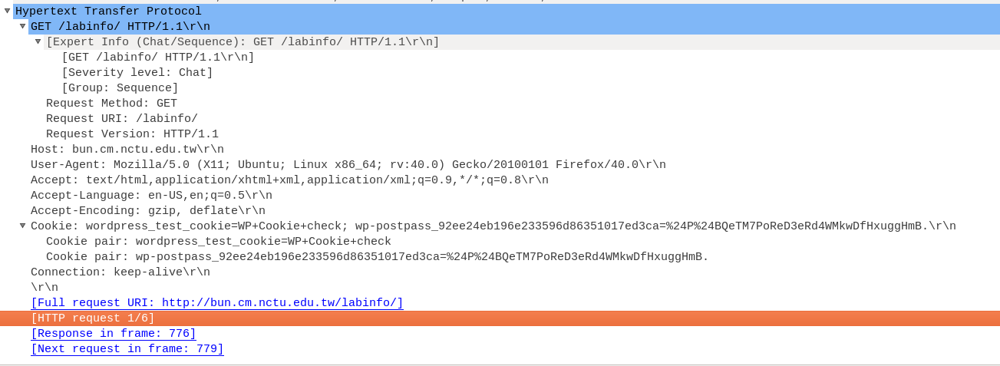 Hypertext Transfer Protocol
GET /labinfo/ HTTP/1.1\r\n
[Expert Info (Chat/Sequence): GET /labinfo/ HTTP/1.1\r\n]
[GET /labinfo/ HTTP/1.1\r\n]
[Severity level: Chat]
[Group: Sequence]
Request Method: GET
Request URI: /labinfo/
Request Version: HTTP/1.1
Host: bun.cm.nctu.edu.tw\r\n
User-Agent: Mozilla/5.0 (X11; Ubuntu; Linux x86_64; rv:40.0) Gecko/20100101 Firefox/40.0\r\n
Accept: text/html,application/xhtml+xml,application/xml;q=0.9,*/*;q=0.8\r\n
Accept-Language: en-US,en;q=0.5\r\n
Accept-Encoding: gzip, deflate\r\n
Cookie: wordpress_test_cookie=WP+Cookie+check; wp-postpass_92ee24eb196e233596d86351017ed3ca=%24P%24BQeTM7PoReD3eRd4WMkwDfHxuggHmB.\r\n
Cookie pair: wordpress_test_cookie=WP+Cookie+check
Cookie pair: wp-postpass_92ee24eb196e233596d86351017ed3ca=%24P%24BQeTM7PoReD3eRd4WMkwDfHxuggHmB.
Connection: keep-alive\r\n
\r\n
[Full request URI: http://bun.cm.nctu.edu.tw/labinfo/]
[HTTP request 1/6]
[Response in frame: 776]
[Next request in frame: 779]